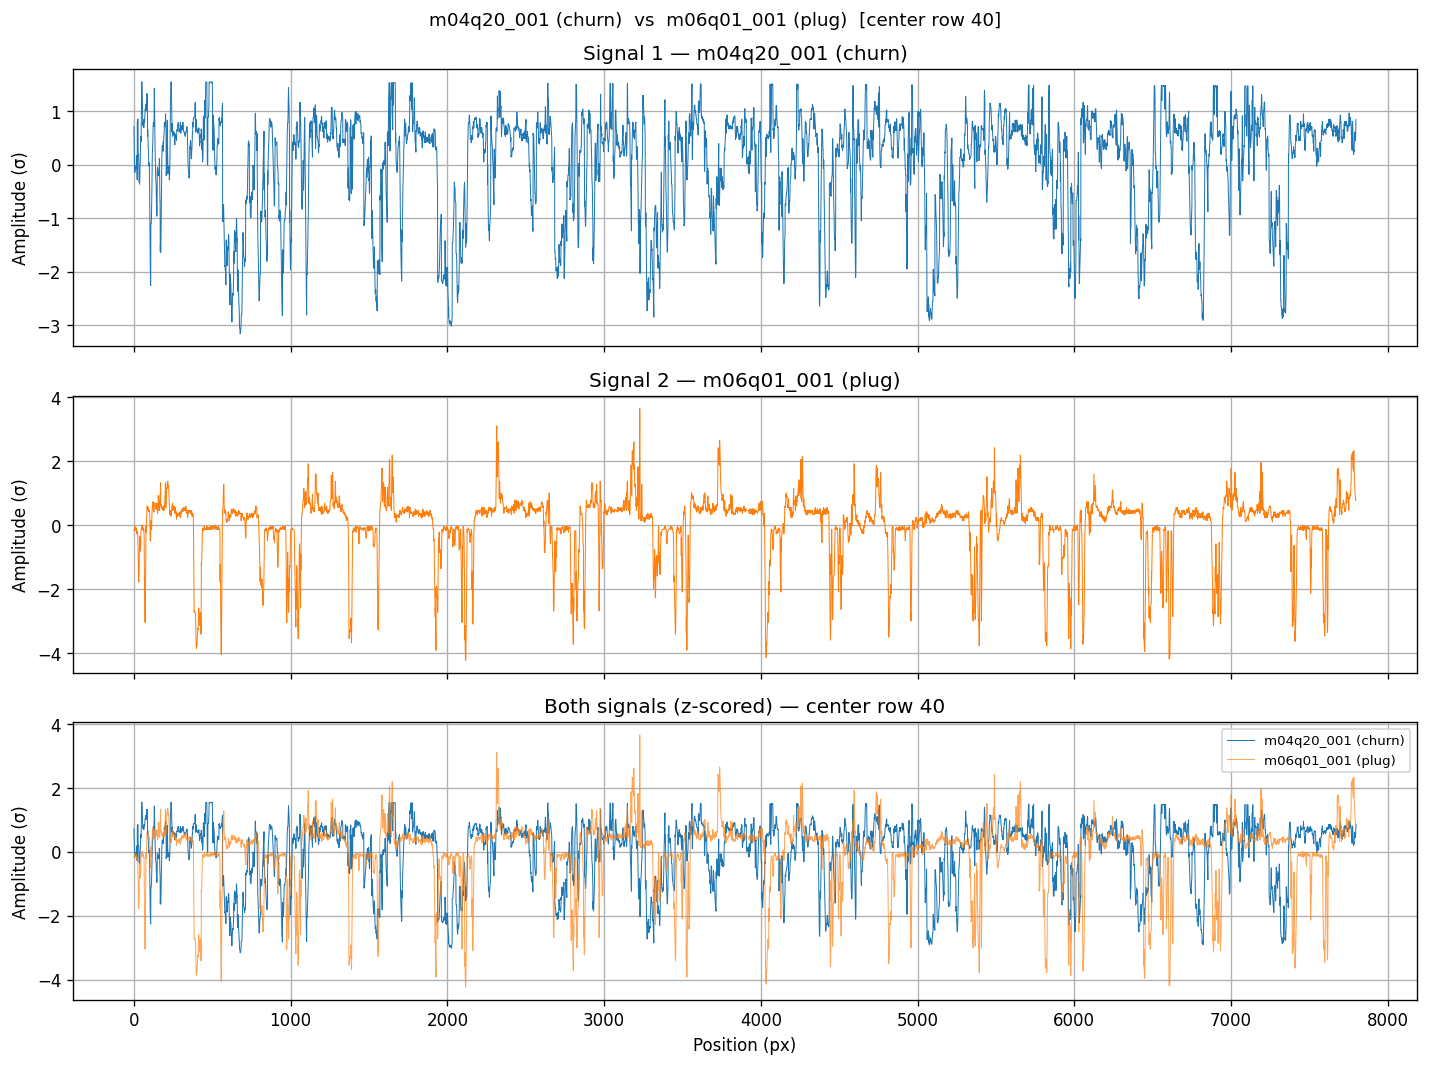 m04q20_001 (churn)  vs  m06q01_001 (plug)  [center row 40]
Signal 1 — m04q20_001 (churn)
Amplitude (σ)
1
0
−1
−2
−3
Signal 2 — m06q01_001 (plug)
Amplitude (σ)
4
2
0
−2
−4
Both signals (z-scored) — center row 40
Amplitude (σ)
4
2
0
−2
−4
m04q20_001 (churn)
m06q01_001 (plug)
0 1000 2000 3000 4000 5000 6000 7000 8000
Position (px)